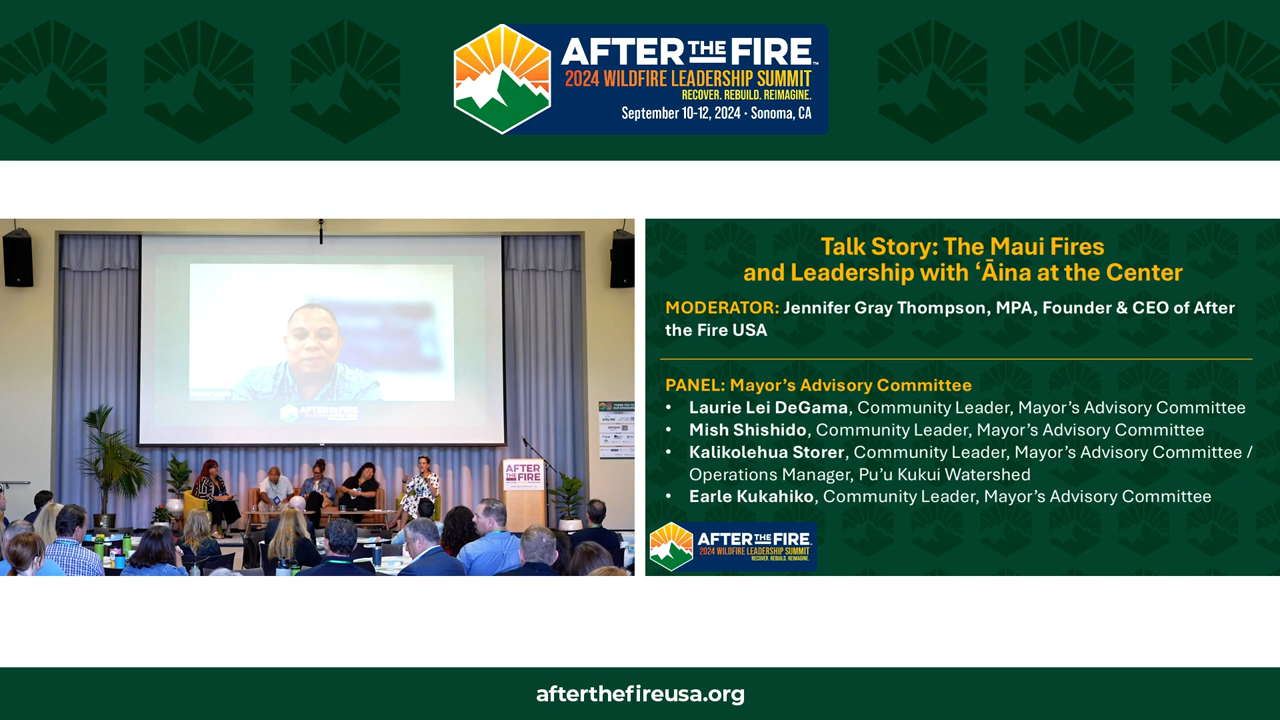 AFTER THE FIRE™
2024 WILDFIRE LEADERSHIP SUMMIT
RECOVER. REBUILD. REIMAGINE.
September 10-12, 2024 · Sonoma, CA
AFTER THE FIRE
AFTER
THE
FIRE
Talk Story: The Maui Fires
and Leadership with ʻĀina at the Center
MODERATOR: Jennifer Gray Thompson, MPA, Founder & CEO of After
the Fire USA
PANEL: Mayor’s Advisory Committee
• Laurie Lei DeGama, Community Leader, Mayor’s Advisory Committee
• Mish Shishido, Community Leader, Mayor’s Advisory Committee
• Kalikolehua Storer, Community Leader, Mayor’s Advisory Committee /
Operations Manager, Pu’u Kukui Watershed
• Earle Kukahiko, Community Leader, Mayor’s Advisory Committee
AFTER THE FIRE
2024 WILDFIRE LEADERSHIP SUMMIT
RECOVER. REBUILD. REIMAGINE.
afterthefireusa.org